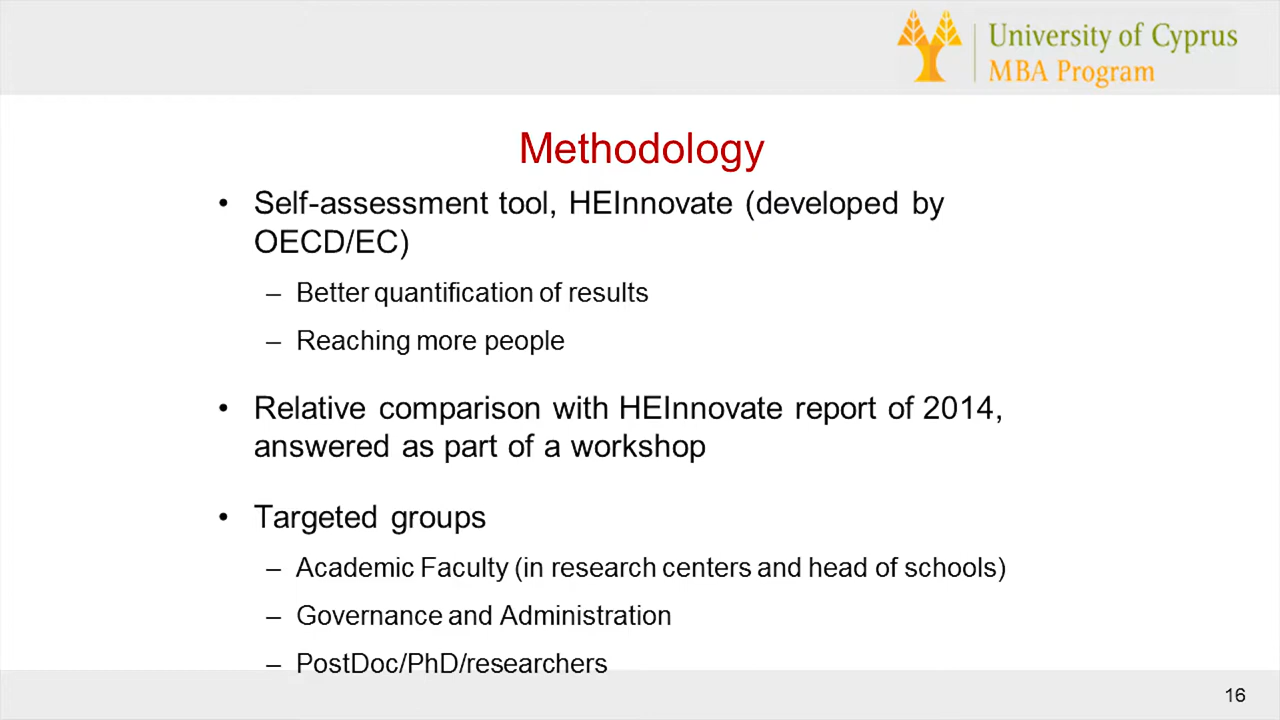 University of Cyprus
MBA Program
Methodology
• Self-assessment tool, HEInnovate (developed by
OECD/EC)
– Better quantification of results
– Reaching more people
• Relative comparison with HEInnovate report of 2014,
answered as part of a workshop
• Targeted groups
– Academic Faculty (in research centers and head of schools)
– Governance and Administration
– PostDoc/PhD/researchers
16